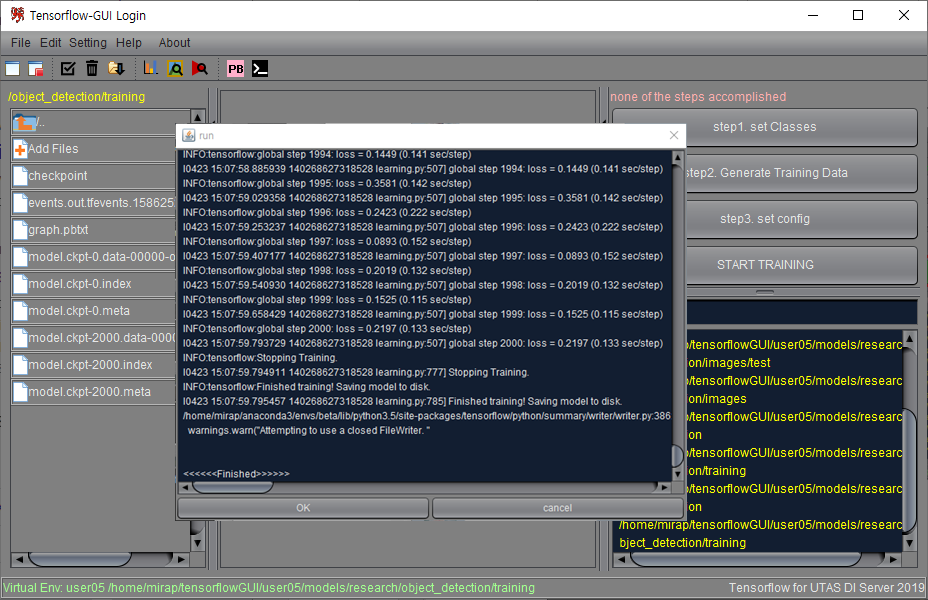 Tensorflow-GUI Login
File Edit Setting Help About
PB
/object_detection/training
/..
Add Files
checkpoint
events.out.tfevents.158625
graph.pbtxt
model.ckpt-0.data-00000-o
model.ckpt-0.index
model.ckpt-0.meta
model.ckpt-2000.data-0000
model.ckpt-2000.index
model.ckpt-2000.meta
run
INFO:tensorflow:global step 1994: loss = 0.1449 (0.141 sec/step)
I0423 15:07:58.885939 140268627318528 learning.py:507] global step 1994: loss = 0.1449 (0.141 sec/step)
INFO:tensorflow:global step 1995: loss = 0.3581 (0.142 sec/step)
I0423 15:07:59.029358 140268627318528 learning.py:507] global step 1995: loss = 0.3581 (0.142 sec/step)
INFO:tensorflow:global step 1996: loss = 0.2423 (0.222 sec/step)
I0423 15:07:59.253237 140268627318528 learning.py:507] global step 1996: loss = 0.2423 (0.222 sec/step)
INFO:tensorflow:global step 1997: loss = 0.0893 (0.152 sec/step)
I0423 15:07:59.407177 140268627318528 learning.py:507] global step 1997: loss = 0.0893 (0.152 sec/step)
INFO:tensorflow:global step 1998: loss = 0.2019 (0.132 sec/step)
I0423 15:07:59.540930 140268627318528 learning.py:507] global step 1998: loss = 0.2019 (0.132 sec/step)
INFO:tensorflow:global step 1999: loss = 0.1525 (0.115 sec/step)
I0423 15:07:59.658429 140268627318528 learning.py:507] global step 1999: loss = 0.1525 (0.115 sec/step)
INFO:tensorflow:global step 2000: loss = 0.2197 (0.133 sec/step)
I0423 15:07:59.793729 140268627318528 learning.py:507] global step 2000: loss = 0.2197 (0.133 sec/step)
INFO:tensorflow:Stopping Training.
I0423 15:07:59.794911 140268627318528 learning.py:777] Stopping Training.
INFO:tensorflow:Finished training! Saving model to disk.
I0423 15:07:59.795457 140268627318528 learning.py:785] Finished training! Saving model to disk.
/home/mirap/anaconda3/envs/beta/lib/python3.5/site-packages/tensorflow/python/summary/writer/writer.py:386
warnings.warn("Attempting to use a closed FileWriter. "
<<<<<<Finished>>>>>>
OK cancel
none of the steps accomplished
step1. set Classes
step2. Generate Training Data
step3. set config
START TRAINING
p/tensorflowGUI/user05/models/researc
on/images/test
p/tensorflowGUI/user05/models/researc
on/images
p/tensorflowGUI/user05/models/researc
on
p/tensorflowGUI/user05/models/researc
on/training
p/tensorflowGUI/user05/models/researc
on
/home/mirap/tensorflowGUI/user05/models/researc
bject_detection/training
Virtual Env: user05 /home/mirap/tensorflowGUI/user05/models/research/object_detection/training
Tensorflow for UTAS DI Server 2019